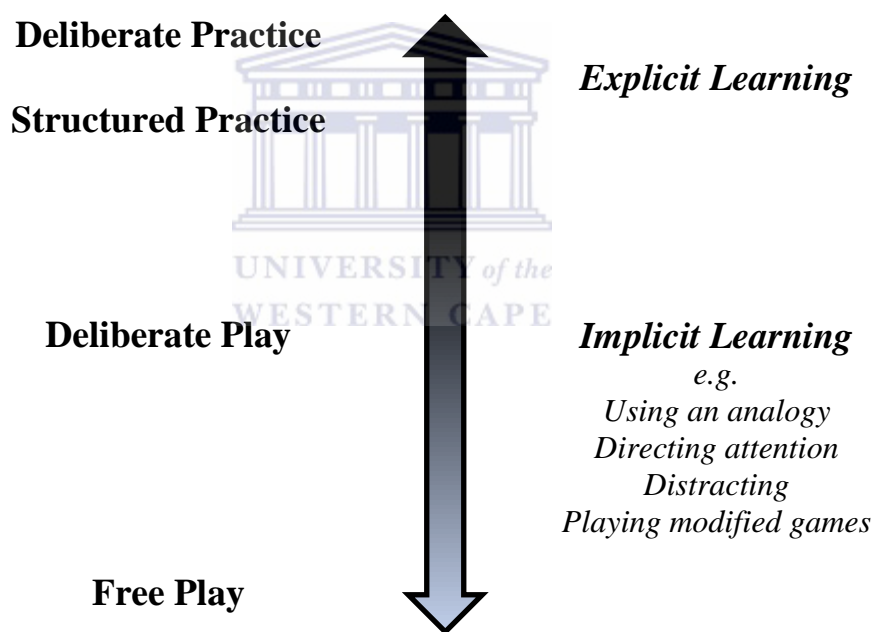 Deliberate Practice
Explicit Learning
Structured Practice
UNIVERSITY of the
WESTERN CAPE
Deliberate Play
Implicit Learning
e.g.
Using an analogy
Directing attention
Distracting
Playing modified games
Free Play